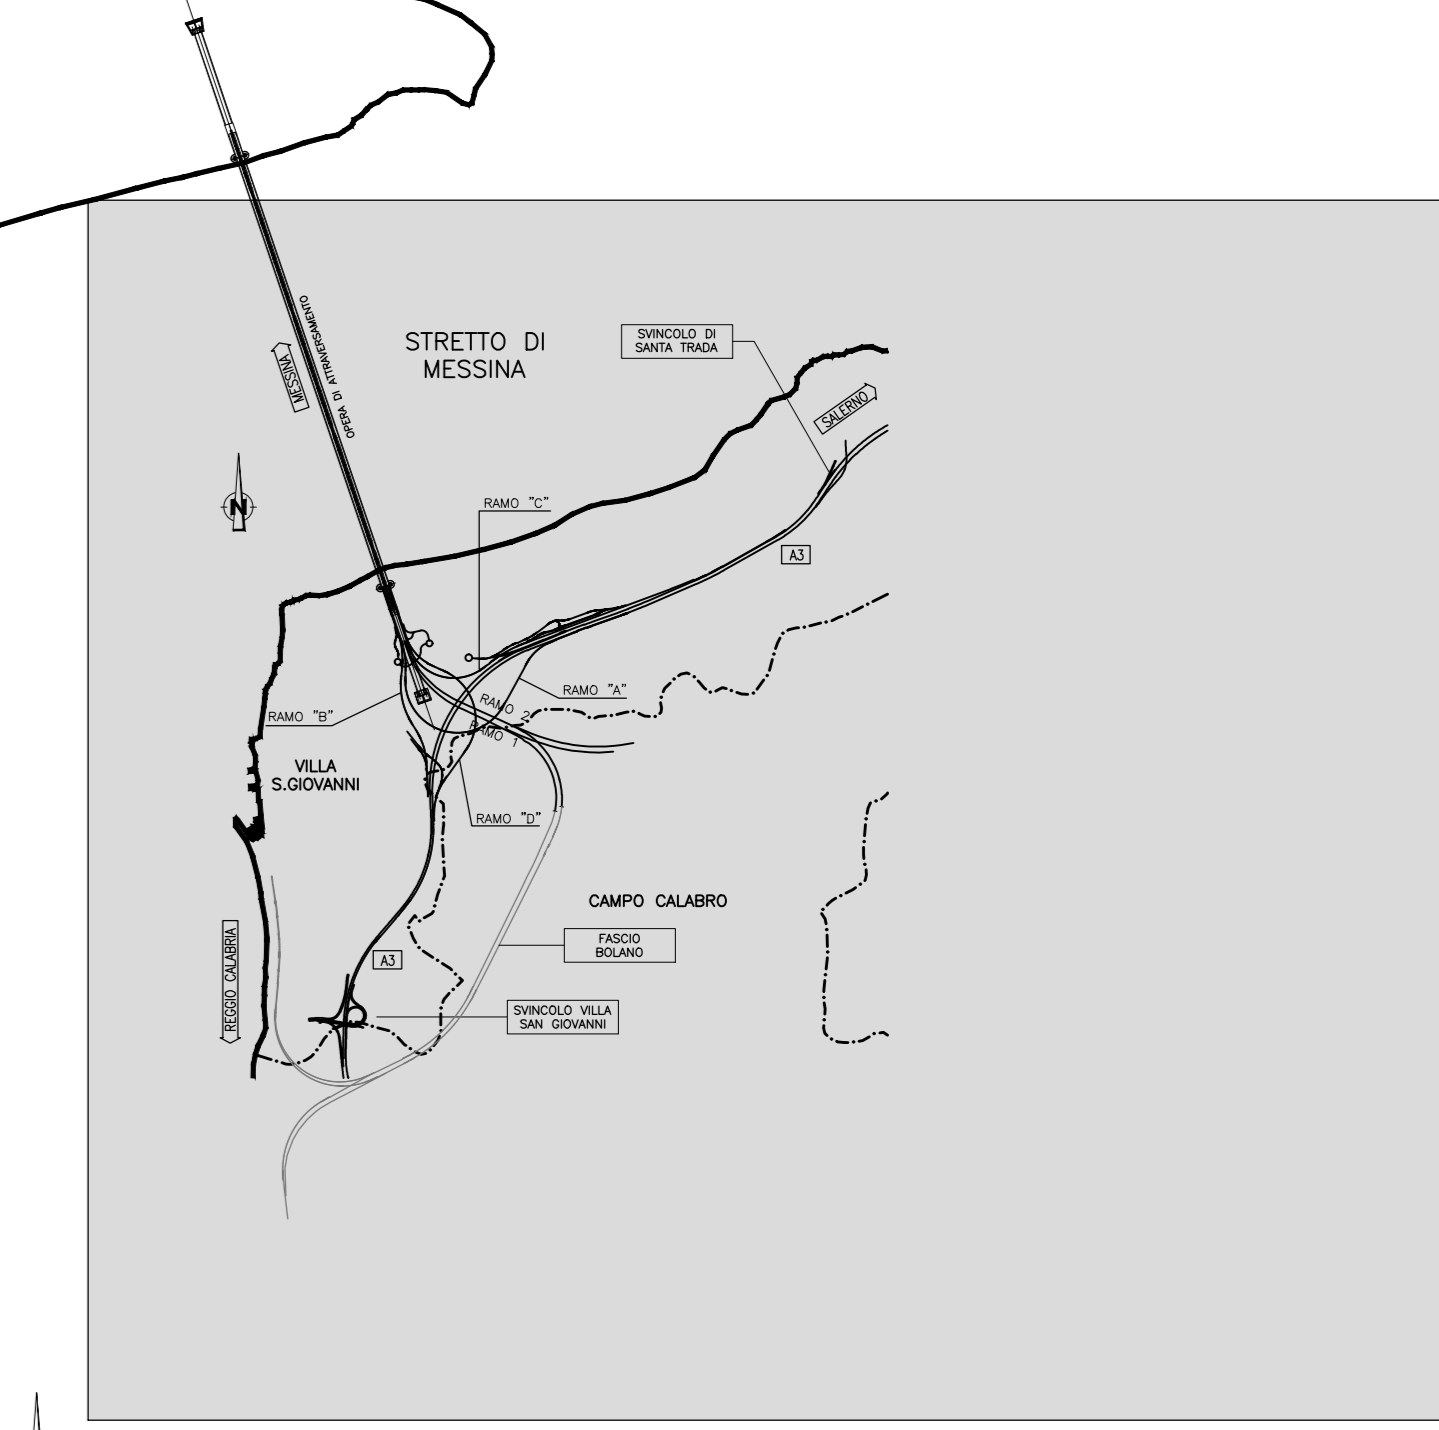 OPERA DI ATTRAVERSAMENTO
MESSINA
STRETTO DI
MESSINA
SVINCOLO DI
SANTA TRADA
SALERNO
N
RAMO "C"
A3
RAMO "A"
RAMO 2
RAMO "B"
RAMO 1
VILLA
S.GIOVANNI
RAMO "D"
CAMPO CALABRO
FASCIO
BOLANO
A3
REGGIO CALABRIA
SVINCOLO VILLA
SAN GIOVANNI